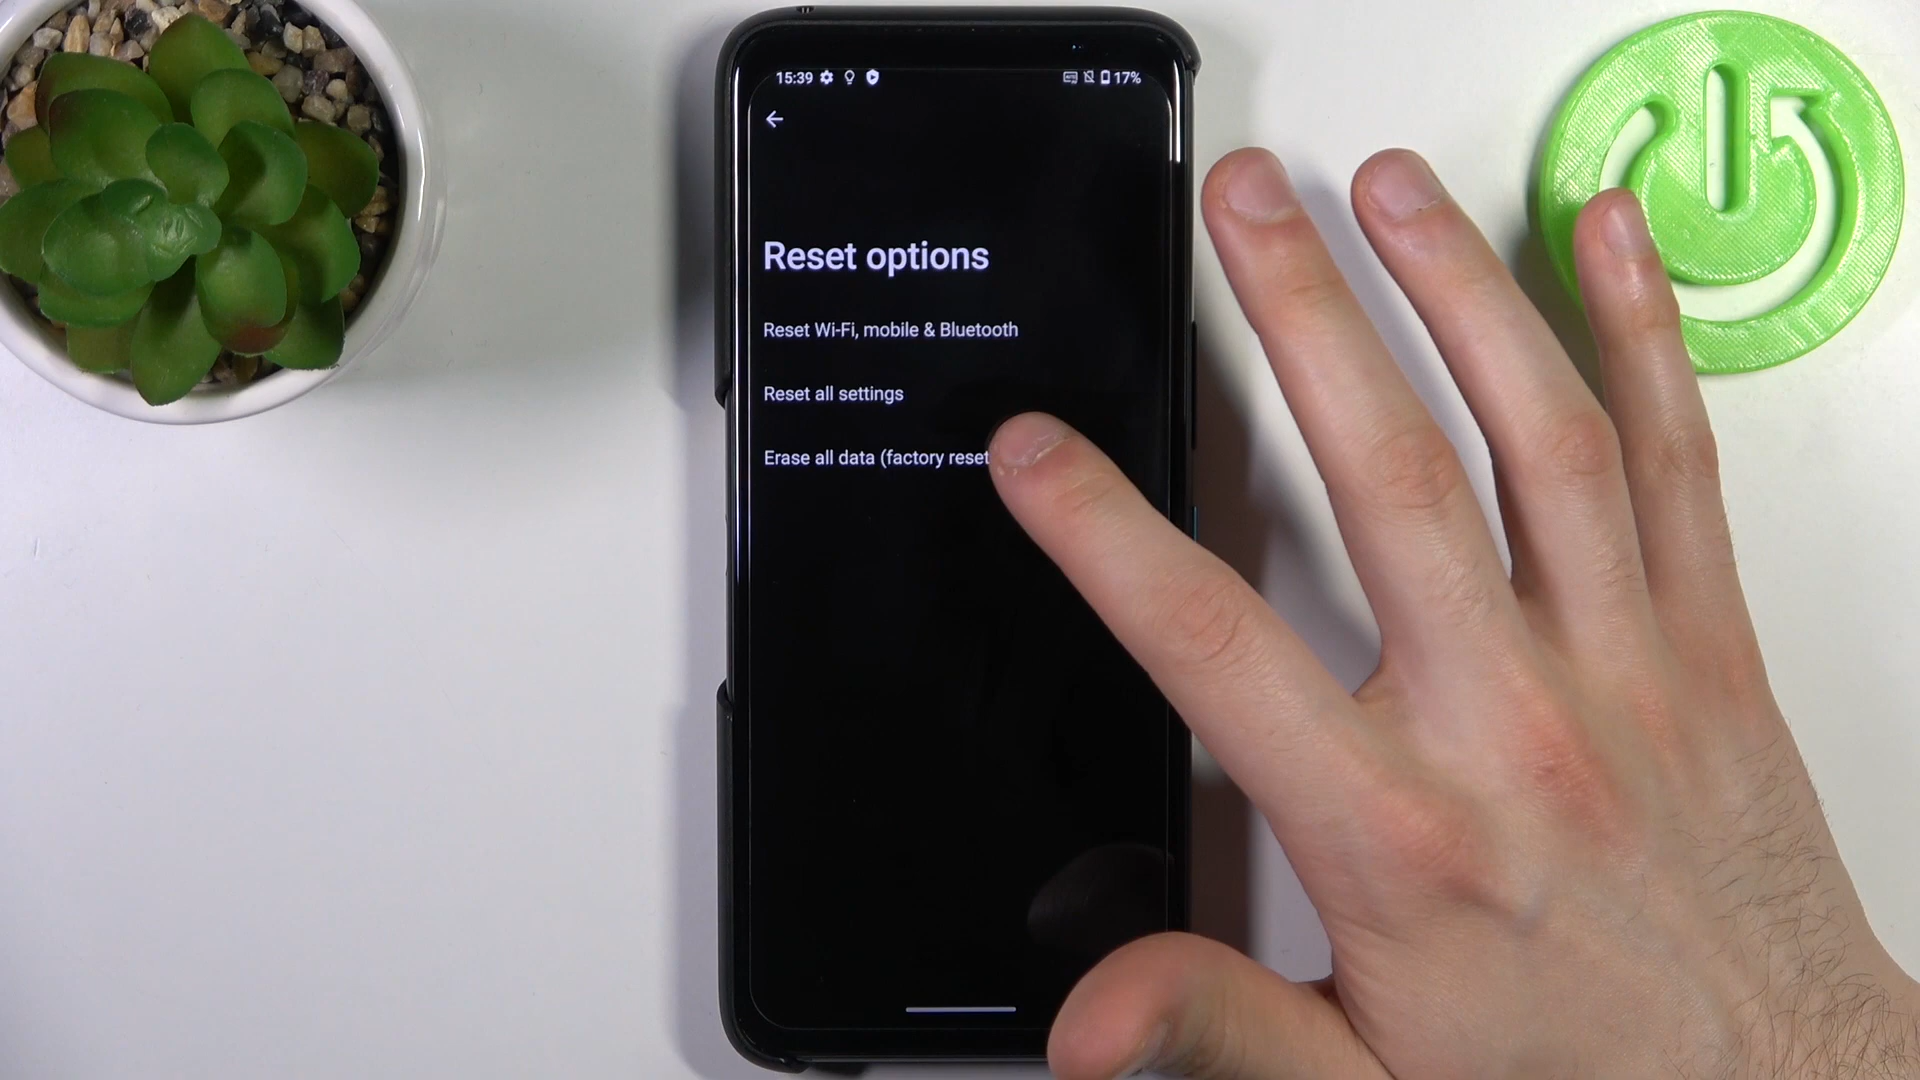 15:39 17%
Reset options
Reset Wi-Fi, mobile & Bluetooth
Reset all settings
Erase all data (factory reset